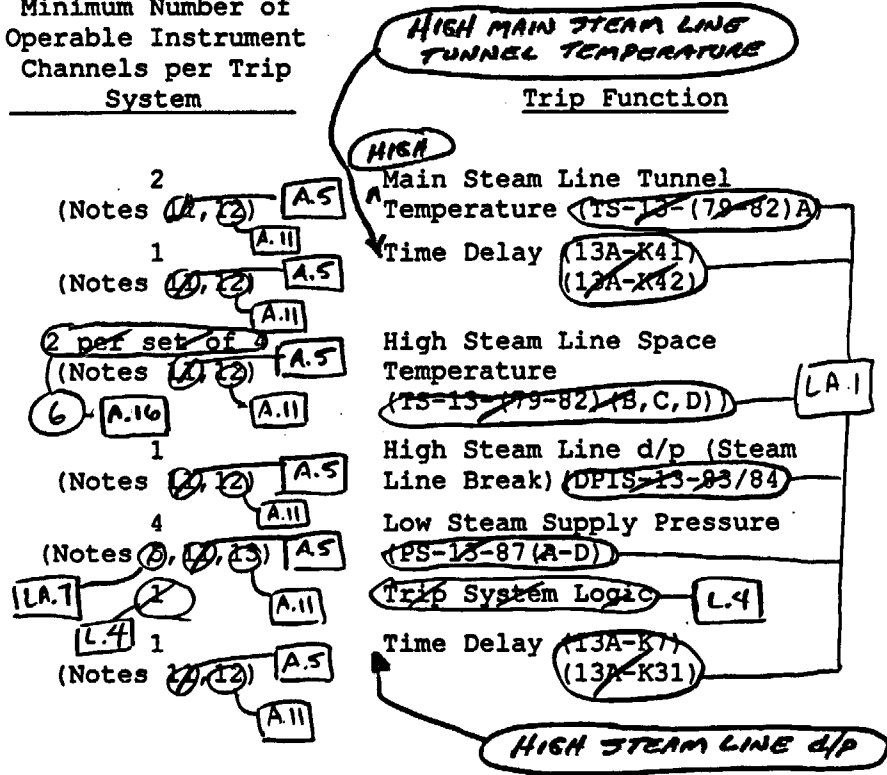 Minimum Number of
Operable Instrument
Channels per Trip
System
HIGH MAIN STEAM LINE
TUNNEL TEMPERATURE
Trip Function
HIGH
2
(Notes 11, 12) A.5
A.11
Main Steam Line Tunnel
Temperature (TS-13-(79-82)A)
1
(Notes 11, 12) A.5
A.11
Time Delay (13A-K41)
(13A-K42)
2 per set of 4
(Notes 11, 12) A.5
6 A.16 A.11
High Steam Line Space
Temperature
(TS-13-(79-82)(B,C,D))
LA.1
1
(Notes 11, 12) A.5
A.11
High Steam Line d/p (Steam
Line Break) (DPIS-13-83/84)
4
(Notes 5, 11, 13) A.5
LA.7 A.11
Low Steam Supply Pressure
(PS-13-87(A-D))
1
L.4
Trip System Logic L.4
1
(Notes 11, 12) A.5
A.11
Time Delay (13A-K7)
(13A-K31)
HIGH STEAM LINE d/p